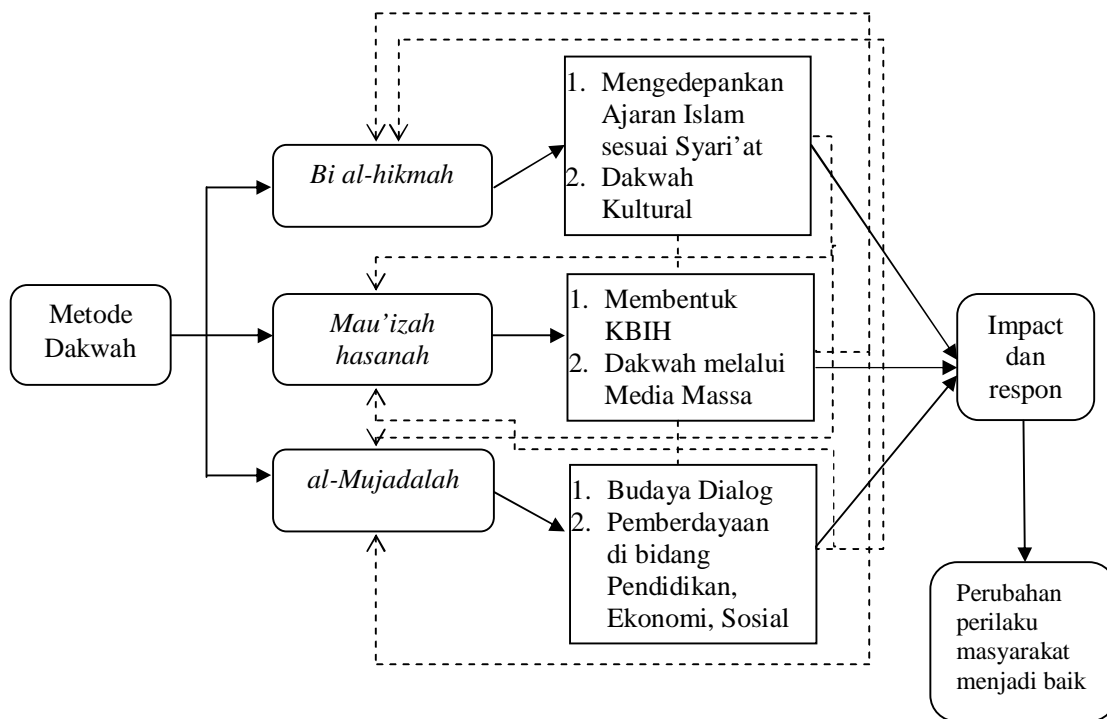 Metode
Dakwah
Bi al-hikmah
Mau’izah
hasanah
al-Mujadalah
1. Mengedepankan
Ajaran Islam
sesuai Syari’at
2. Dakwah
Kultural
1. Membentuk
KBIH
2. Dakwah melalui
Media Massa
1. Budaya Dialog
2. Pemberdayaan
di bidang
Pendidikan,
Ekonomi, Sosial
Impact
dan
respon
Perubahan
perilaku
masyarakat
menjadi baik